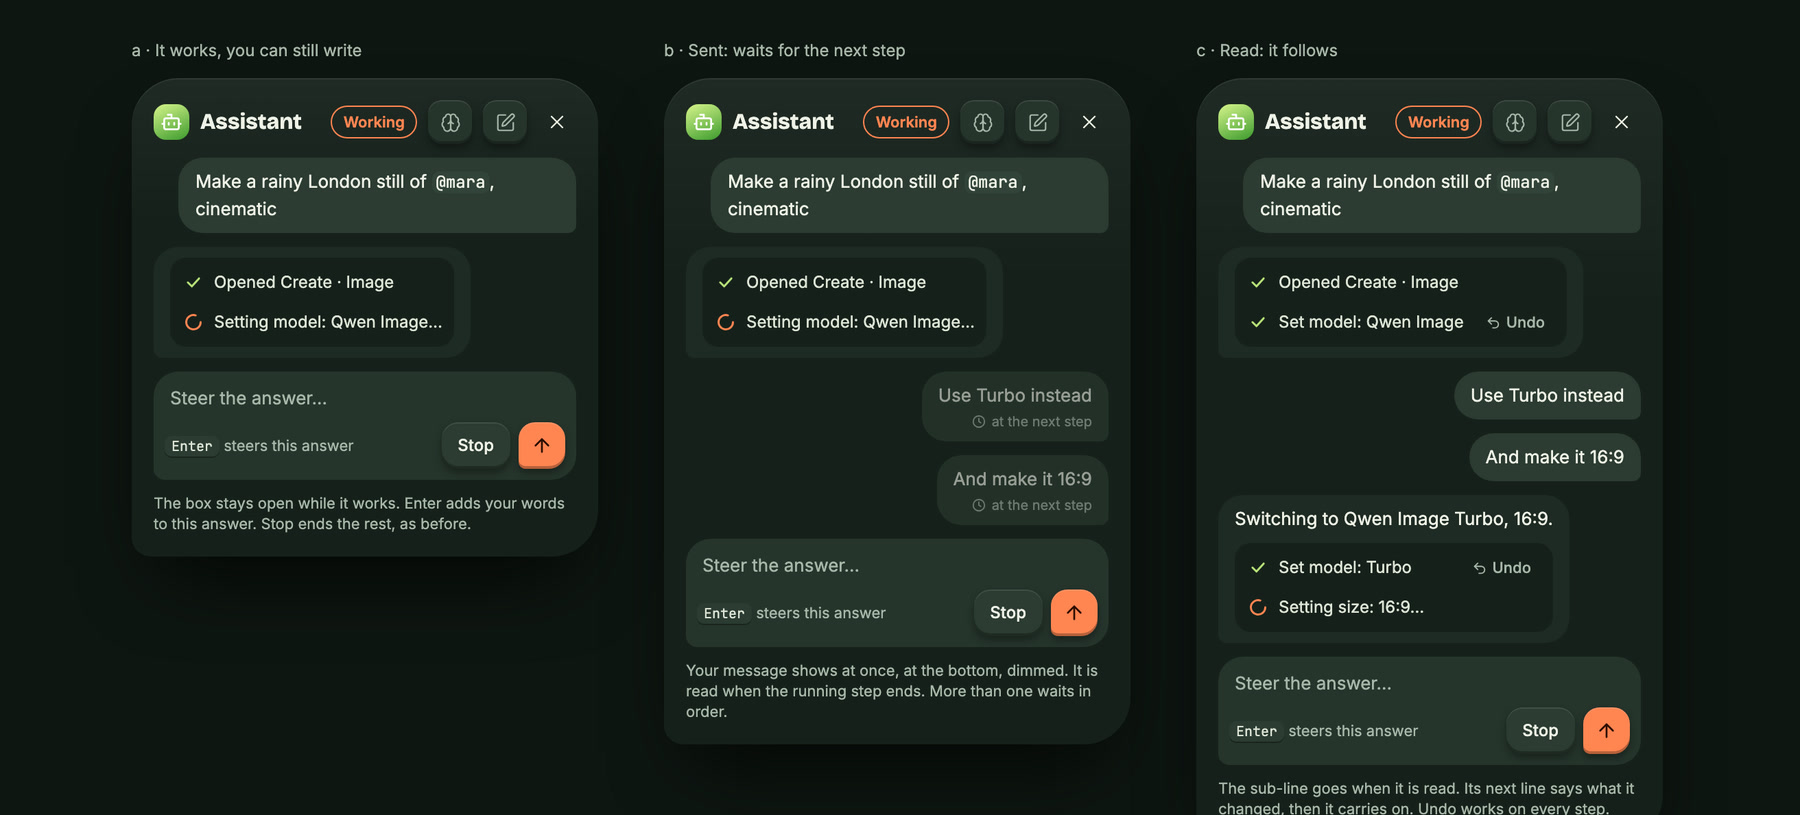 a · It works, you can still write
Assistant
Working
Make a rainy London still of @mara,
cinematic
Opened Create · Image
Setting model: Qwen Image...
Steer the answer...
Enter steers this answer
Stop
The box stays open while it works. Enter adds your words
to this answer. Stop ends the rest, as before.
b · Sent: waits for the next step
Assistant
Working
Make a rainy London still of @mara,
cinematic
Opened Create · Image
Setting model: Qwen Image...
Use Turbo instead
at the next step
And make it 16:9
at the next step
Steer the answer...
Enter steers this answer
Stop
Your message shows at once, at the bottom, dimmed. It is
read when the running step ends. More than one waits in
order.
c · Read: it follows
Assistant
Working
Make a rainy London still of @mara,
cinematic
Opened Create · Image
Set model: Qwen Image
Undo
Use Turbo instead
And make it 16:9
Switching to Qwen Image Turbo, 16:9.
Set model: Turbo
Undo
Setting size: 16:9...
Steer the answer...
Enter steers this answer
Stop
The sub-line goes when it is read. Its next line says what it
changed, then it carries on. Undo works on every step.